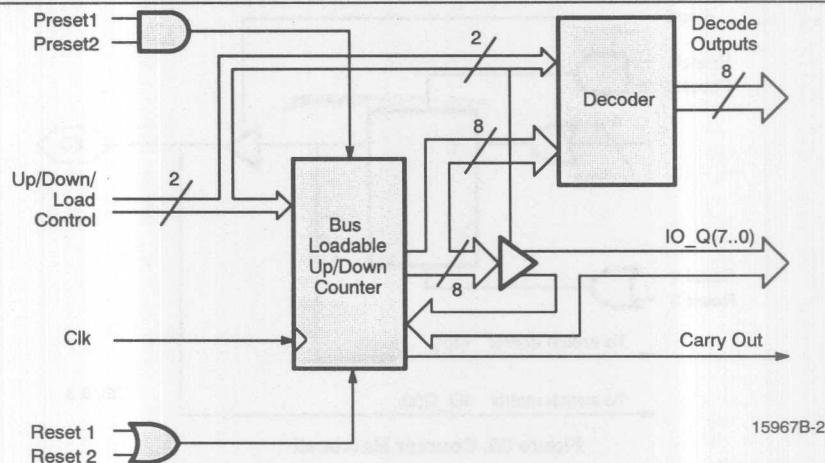 Preset1
Preset2
2
Decode
Outputs
8
Decoder
8
Up/Down/
Load
Control
2
Bus
Loadable
Up/Down
Counter
IO_Q(7..0)
8
Clk
Carry Out
Reset 1
Reset 2
15967B-2